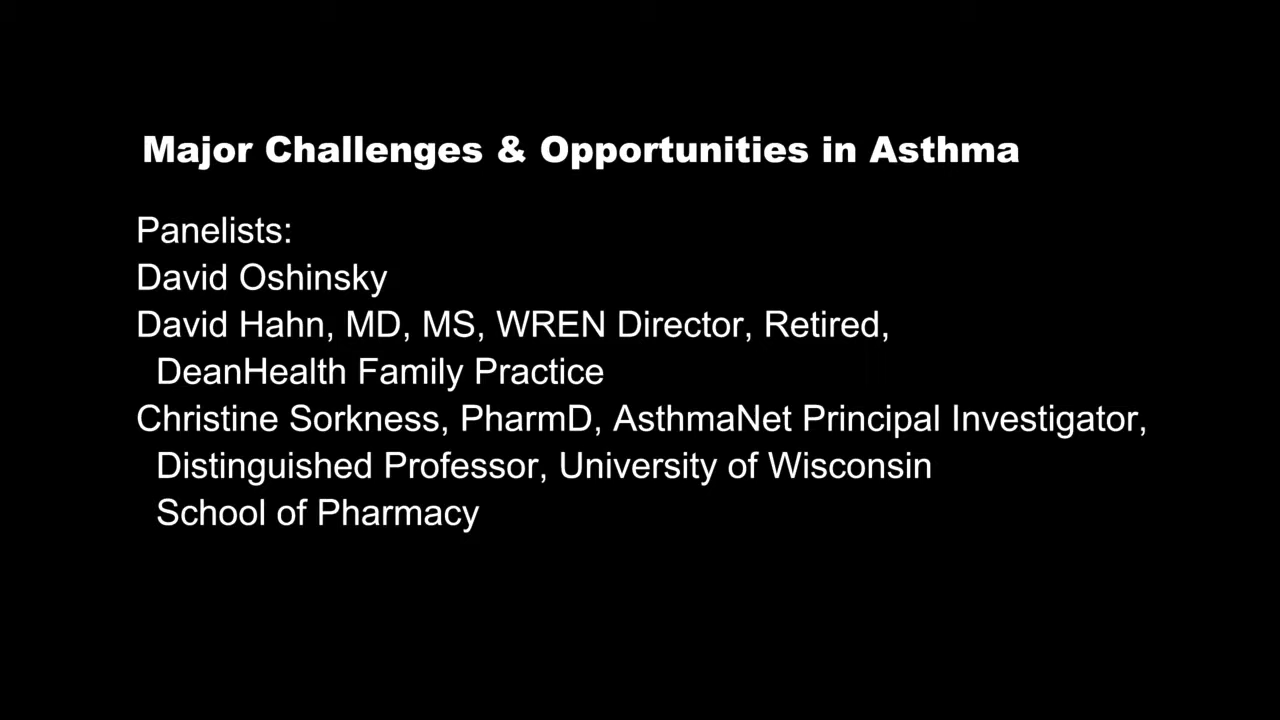 Major Challenges & Opportunities in Asthma
Panelists:
David Oshinsky
David Hahn, MD, MS, WREN Director, Retired,
DeanHealth Family Practice
Christine Sorkness, PharmD, AsthmaNet Principal Investigator,
Distinguished Professor, University of Wisconsin
School of Pharmacy